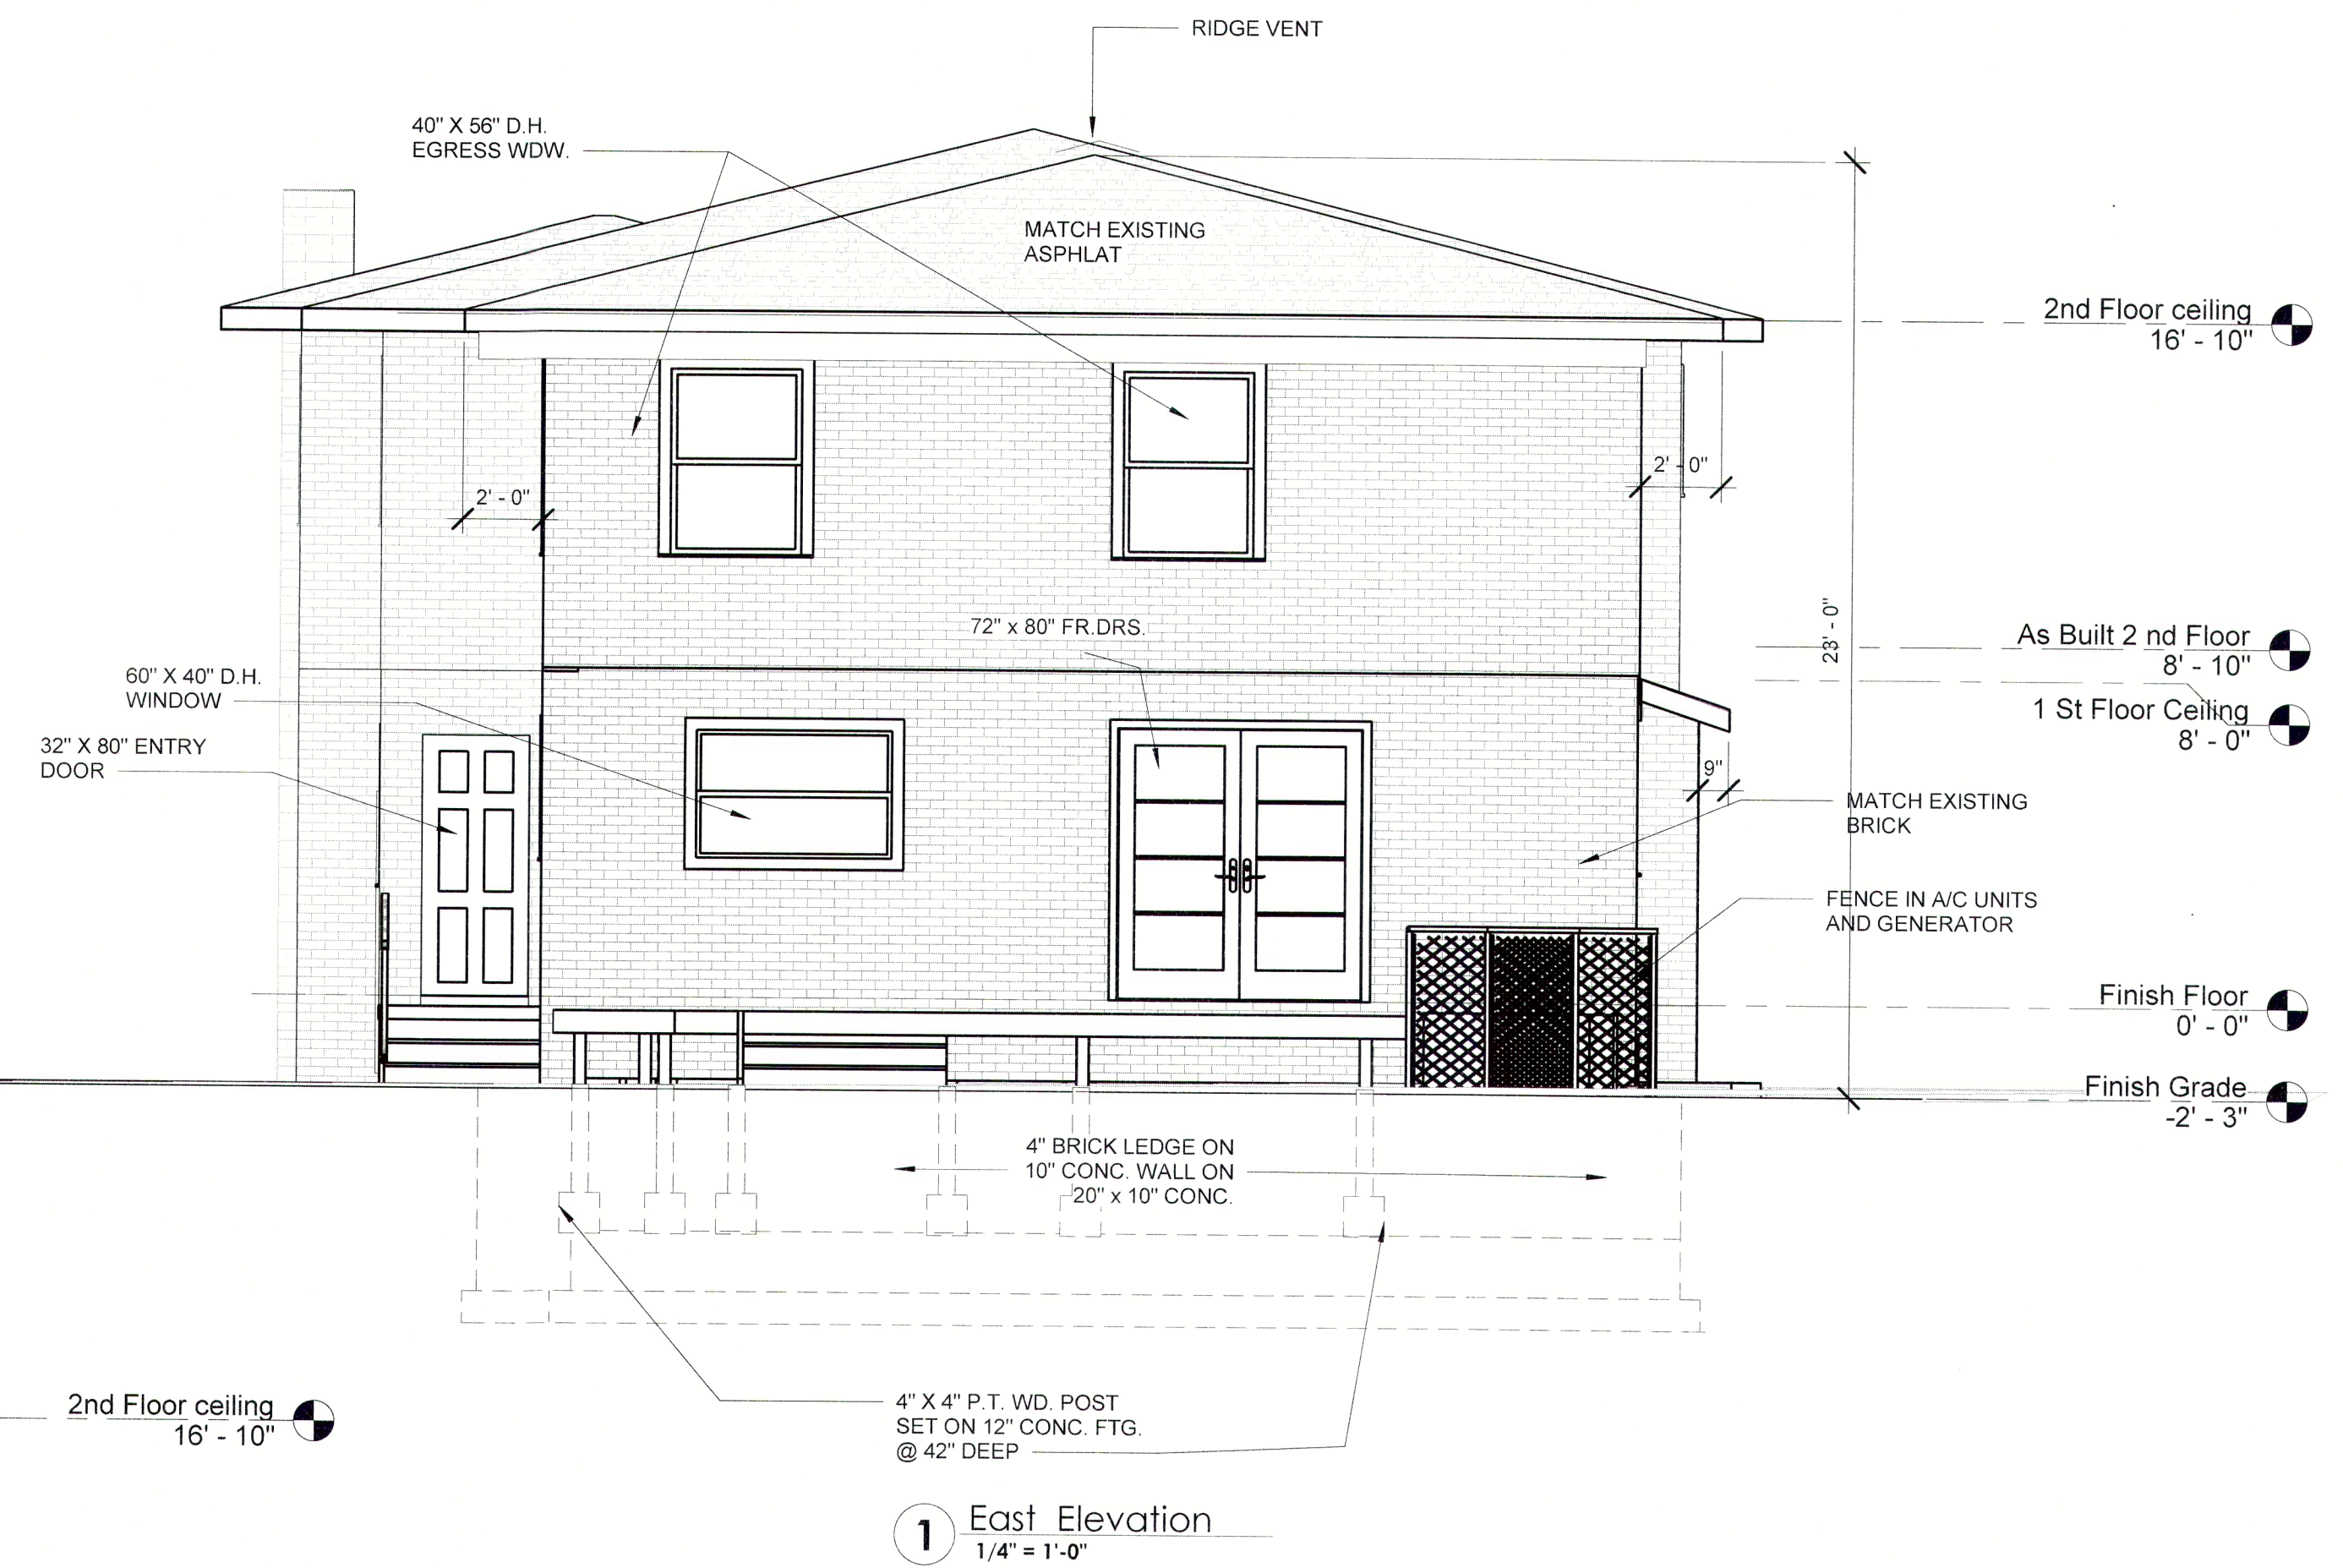 RIDGE VENT
40" X 56" D.H.
EGRESS WDW.
MATCH EXISTING
ASPHLAT
2nd Floor ceiling
16' - 10"
2' - 0"
2' - 0"
72" x 80" FR.DRS.
23' - 0"
As Built 2 nd Floor
8' - 10"
60" X 40" D.H.
WINDOW
1 St Floor Ceiling
8' - 0"
32" X 80" ENTRY
DOOR
9"
MATCH EXISTING
BRICK
FENCE IN A/C UNITS
AND GENERATOR
Finish Floor
0' - 0"
Finish Grade
-2' - 3"
4" BRICK LEDGE ON
10" CONC. WALL ON
20" x 10" CONC.
4" X 4" P.T. WD. POST
SET ON 12" CONC. FTG.
@ 42" DEEP
2nd Floor ceiling
16' - 10"
1 East Elevation
1/4" = 1'-0"